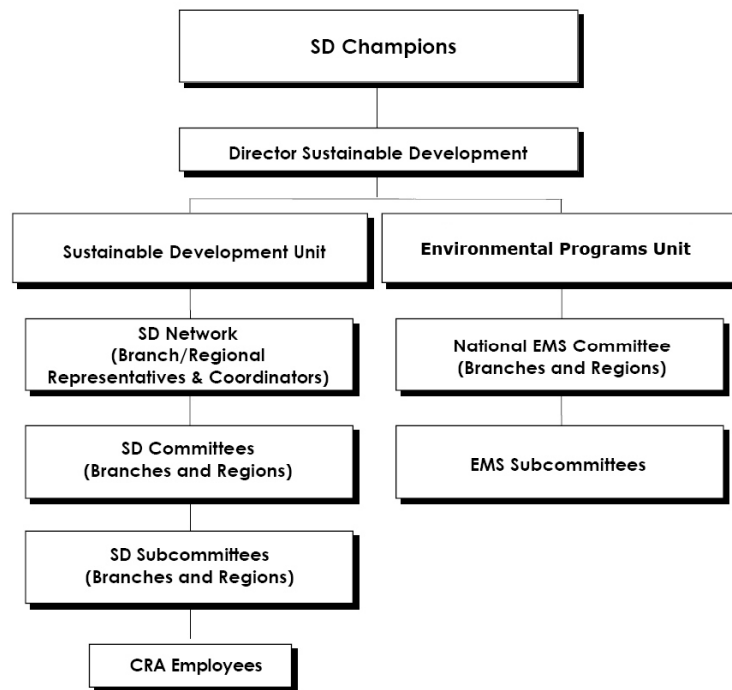 SD Champions
Director Sustainable Development
Sustainable Development Unit
Environmental Programs Unit
SD Network
(Branch/Regional
Representatives & Coordinators)
National EMS Committee
(Branches and Regions)
SD Committees
(Branches and Regions)
EMS Subcommittees
SD Subcommittees
(Branches and Regions)
CRA Employees